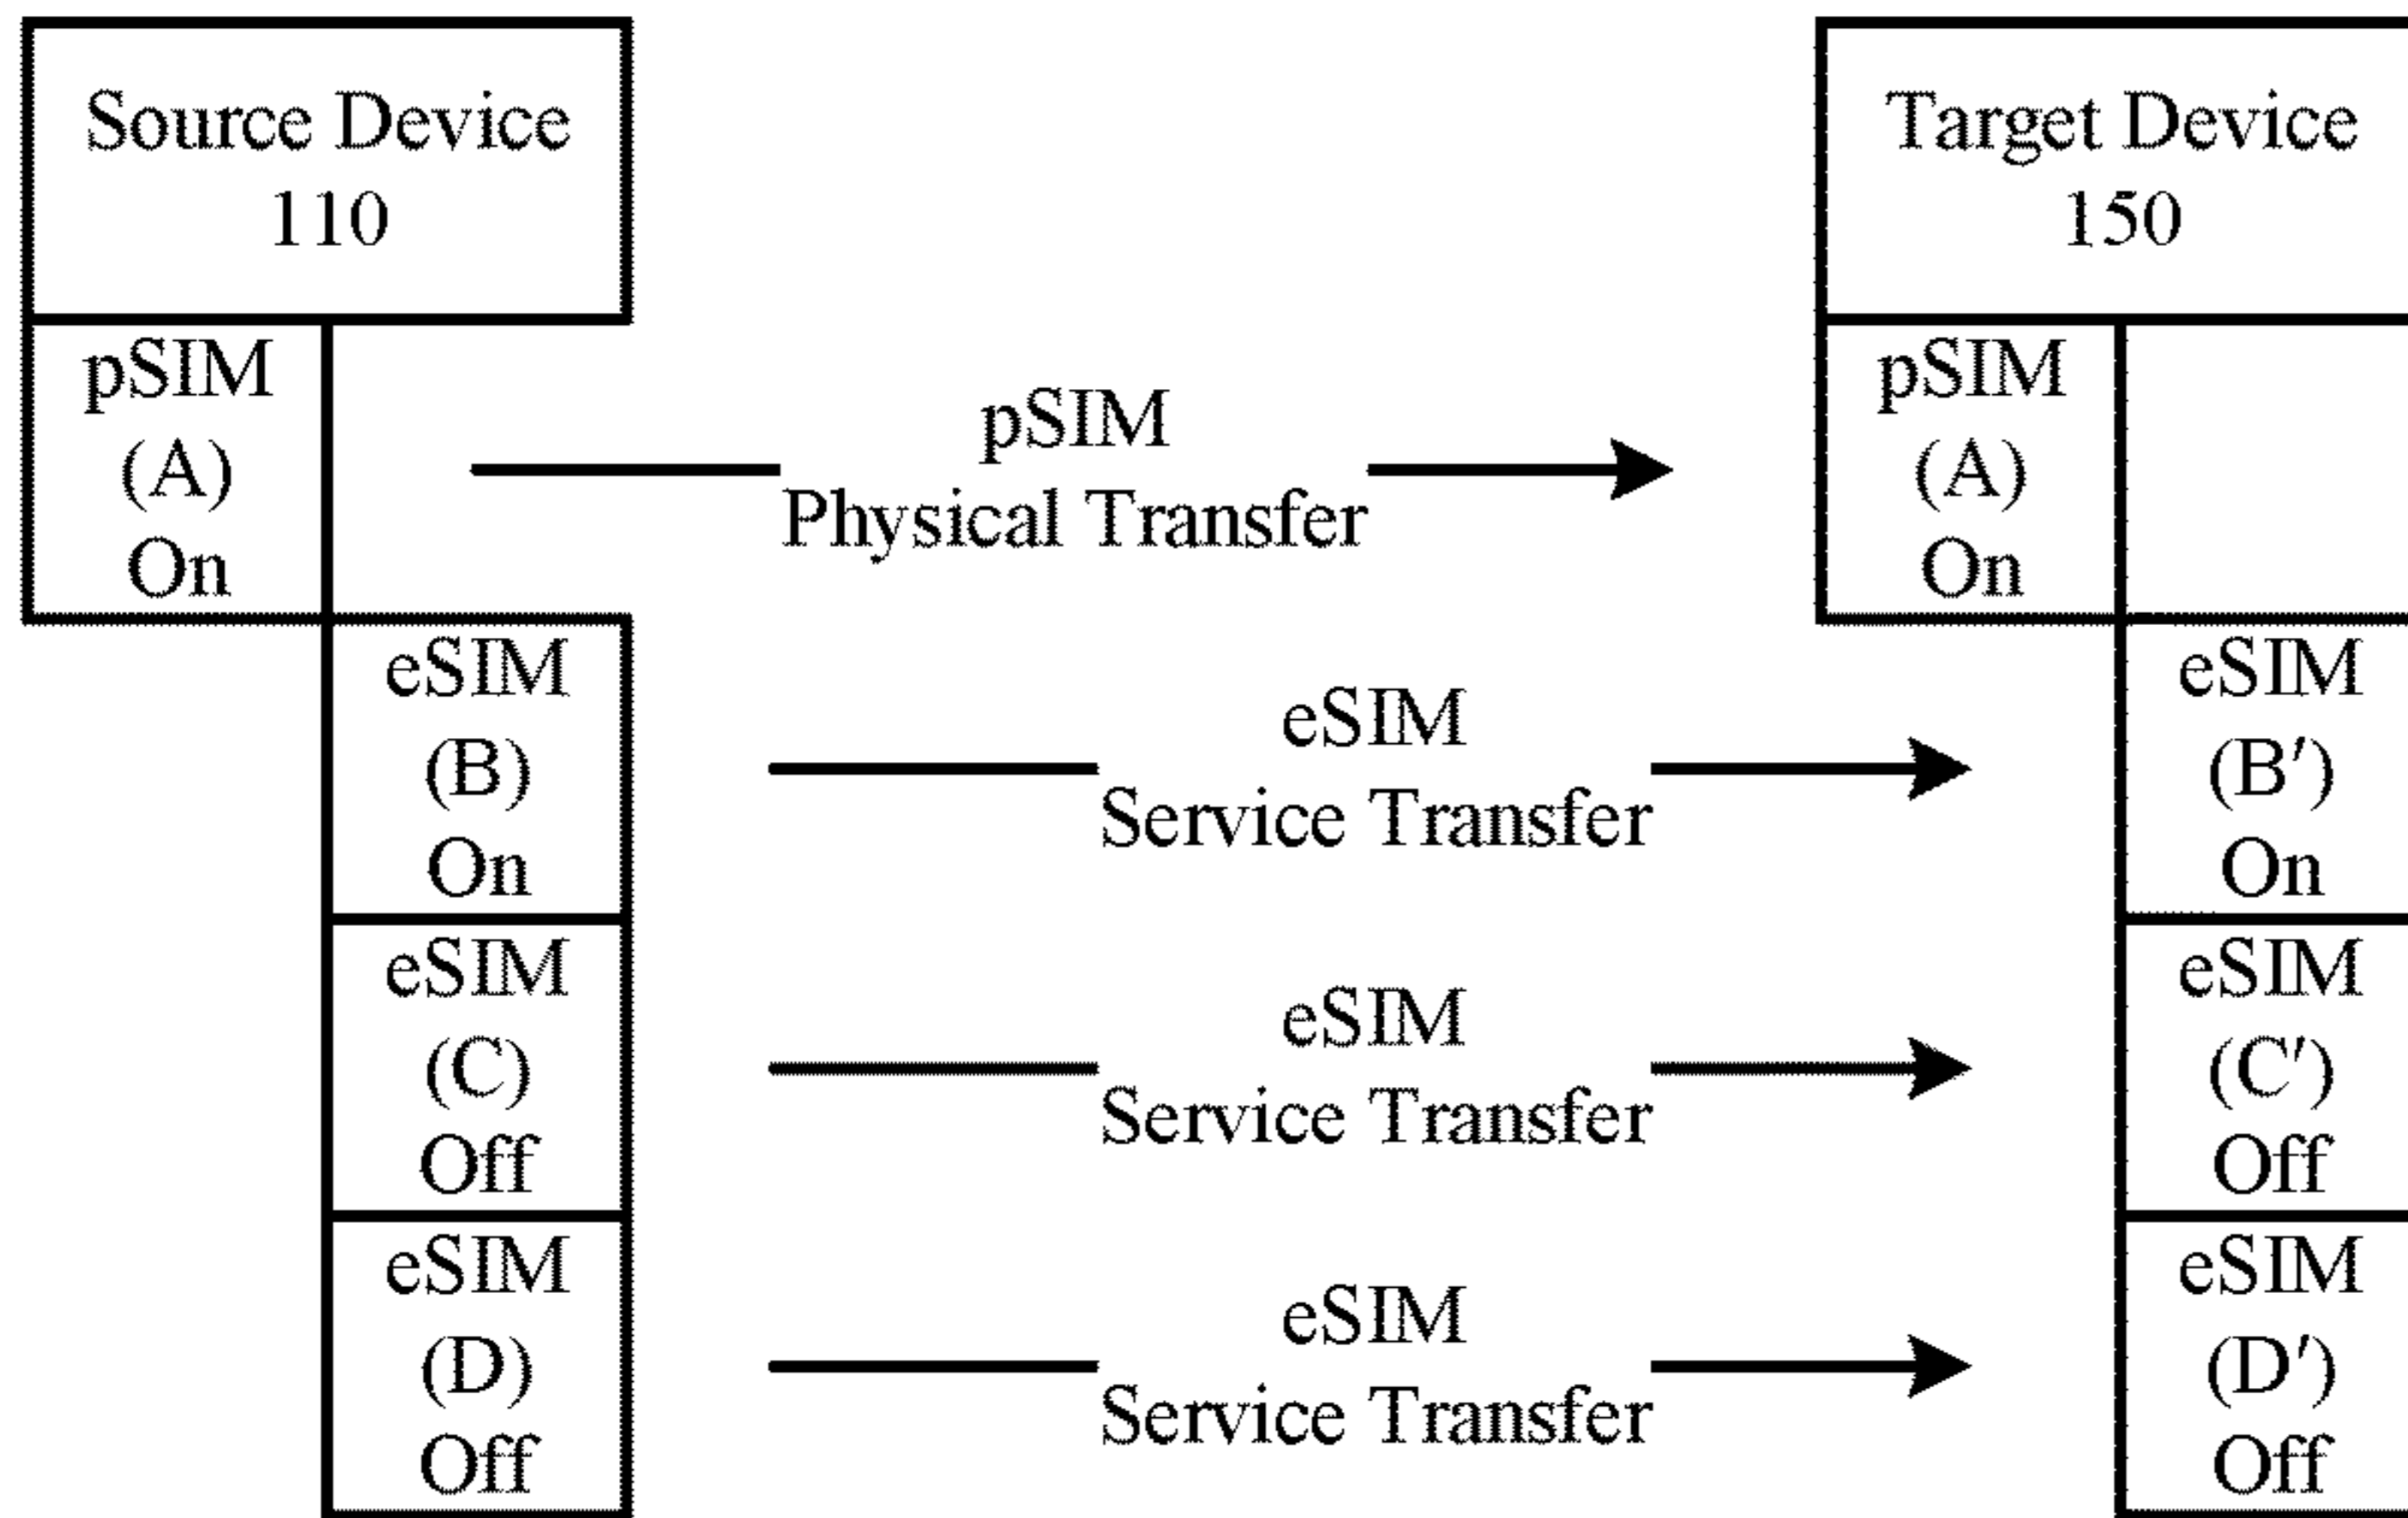 Source Device
110
Target Device
150
pSIM
(A)
On
pSIM
Physical Transfer
pSIM
(A)
On
eSIM
(B)
On
eSIM
Service Transfer
eSIM
(B′)
On
eSIM
(C)
Off
eSIM
Service Transfer
eSIM
(C′)
Off
eSIM
(D)
Off
eSIM
Service Transfer
eSIM
(D′)
Off